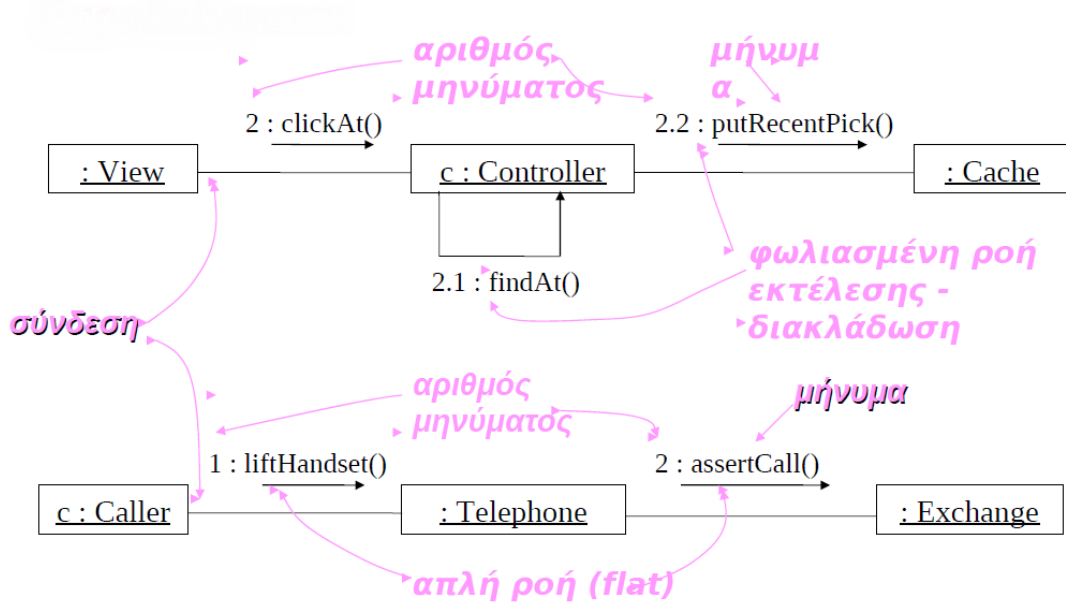 αριθμός
μηνύματος
μήνυμ
α
2 : clickAt()
2.2 : putRecentPick()
: View
c : Controller
: Cache
2.1 : findAt()
φωλιασμένη ροή
εκτέλεσης -
διακλάδωση
σύνδεση
αριθμός
μηνύματος
μήνυμα
1 : liftHandset()
2 : assertCall()
c : Caller
: Telephone
: Exchange
απλή ροή (flat)